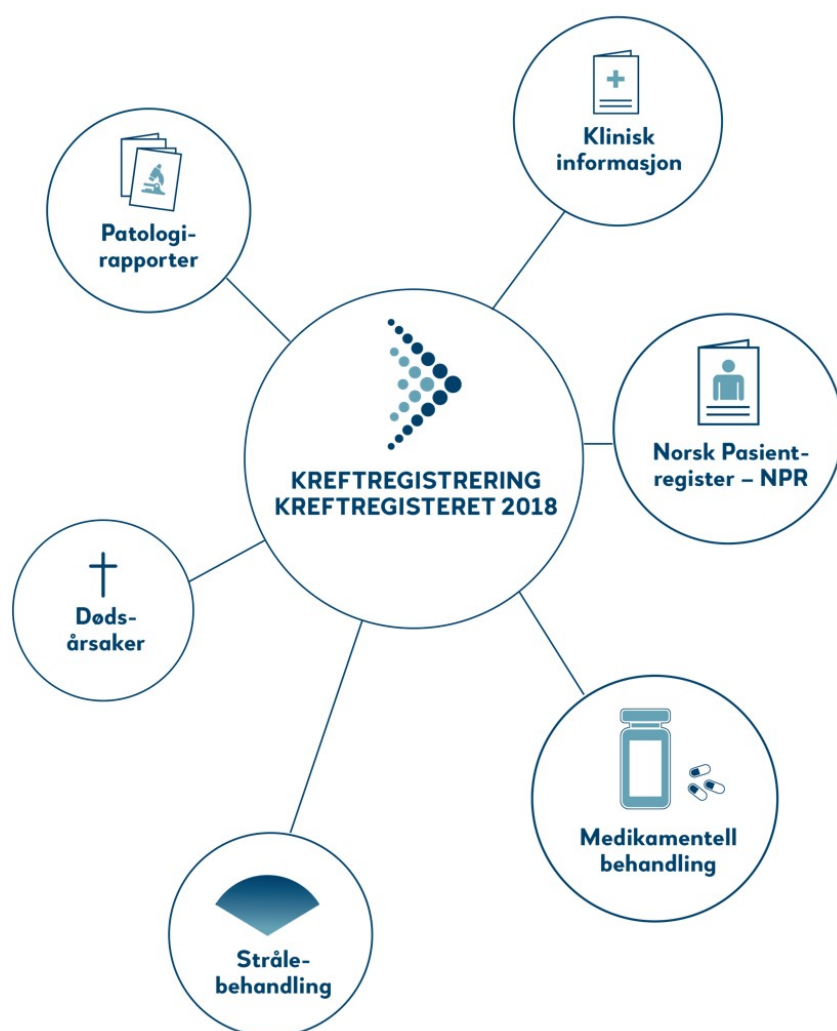 Klinisk
informasjon
Patologi-
rapporter
KREFTREGISTRERING
KREFTREGISTERET 2018
Norsk Pasient-
register – NPR
Døds-
årsaker
Medikamentell
behandling
Stråle-
behandling